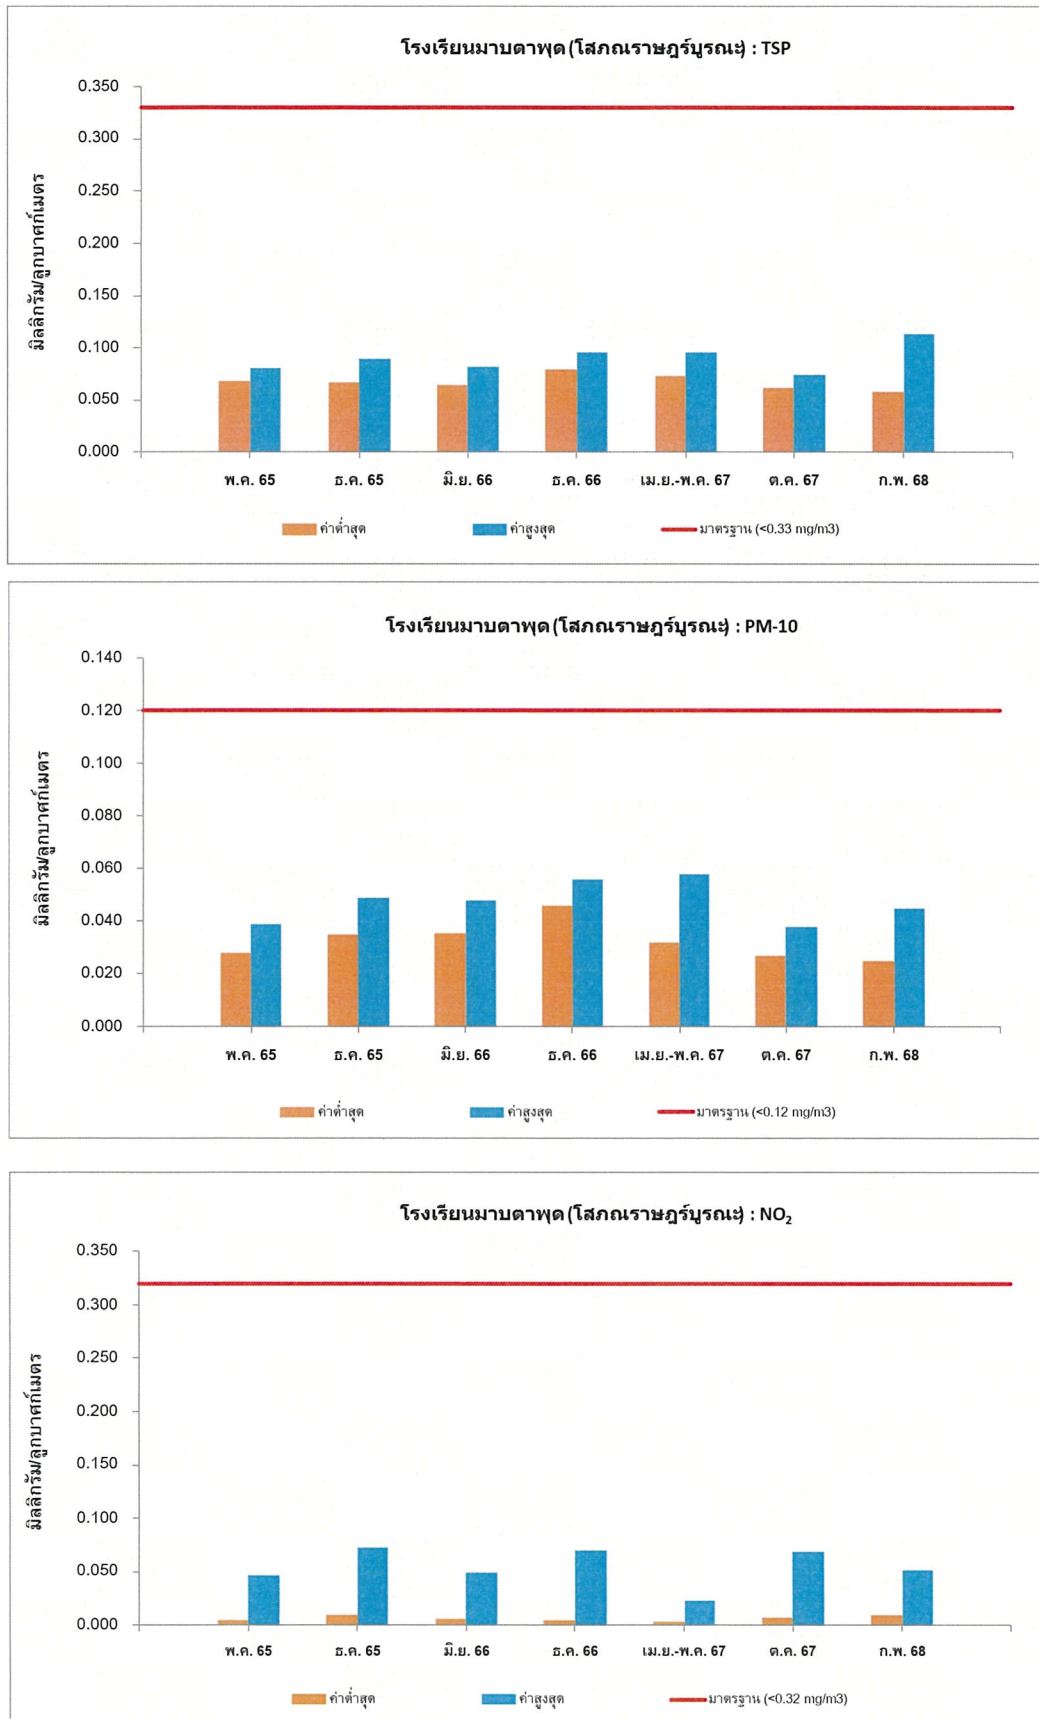 โรงเรียนมาบตาพุด(โสภณราษฎร์บูรณะ) : TSP
มิลลิกรัม/ลูกบาศก์เมตร
0.350
0.300
0.250
0.200
0.150
0.100
0.050
0.000
พ.ค. 65 ธ.ค. 65 มิ.ย. 66 ธ.ค. 66 เม.ย.-พ.ค. 67 ต.ค. 67 ก.พ. 68
ค่าต่ำสุด ค่าสูงสุด มาตรฐาน (<0.33 mg/m3)
โรงเรียนมาบตาพุด(โสภณราษฎร์บูรณะ) : PM-10
มิลลิกรัม/ลูกบาศก์เมตร
0.140
0.120
0.100
0.080
0.060
0.040
0.020
0.000
พ.ค. 65 ธ.ค. 65 มิ.ย. 66 ธ.ค. 66 เม.ย.-พ.ค. 67 ต.ค. 67 ก.พ. 68
ค่าต่ำสุด ค่าสูงสุด มาตรฐาน (<0.12 mg/m3)
โรงเรียนมาบตาพุด(โสภณราษฎร์บูรณะ) : NO₂
มิลลิกรัม/ลูกบาศก์เมตร
0.350
0.300
0.250
0.200
0.150
0.100
0.050
0.000
พ.ค. 65 ธ.ค. 65 มิ.ย. 66 ธ.ค. 66 เม.ย.-พ.ค. 67 ต.ค. 67 ก.พ. 68
ค่าต่ำสุด ค่าสูงสุด มาตรฐาน (<0.32 mg/m3)